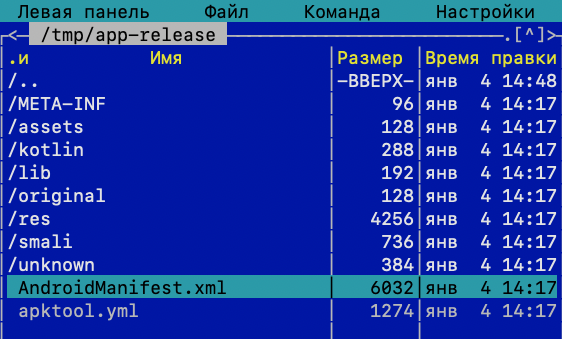 Левая панель Файл Команда Настройки
/tmp/app-release .[^]>
.и Имя Размер Время правки
/.. -ВВЕРХ- янв 4 14:48
/META-INF 96 янв 4 14:17
/assets 128 янв 4 14:17
/kotlin 288 янв 4 14:17
/lib 192 янв 4 14:17
/original 128 янв 4 14:17
/res 4256 янв 4 14:17
/smali 736 янв 4 14:17
/unknown 384 янв 4 14:17
AndroidManifest.xml 6032 янв 4 14:17
apktool.yml 1274 янв 4 14:17